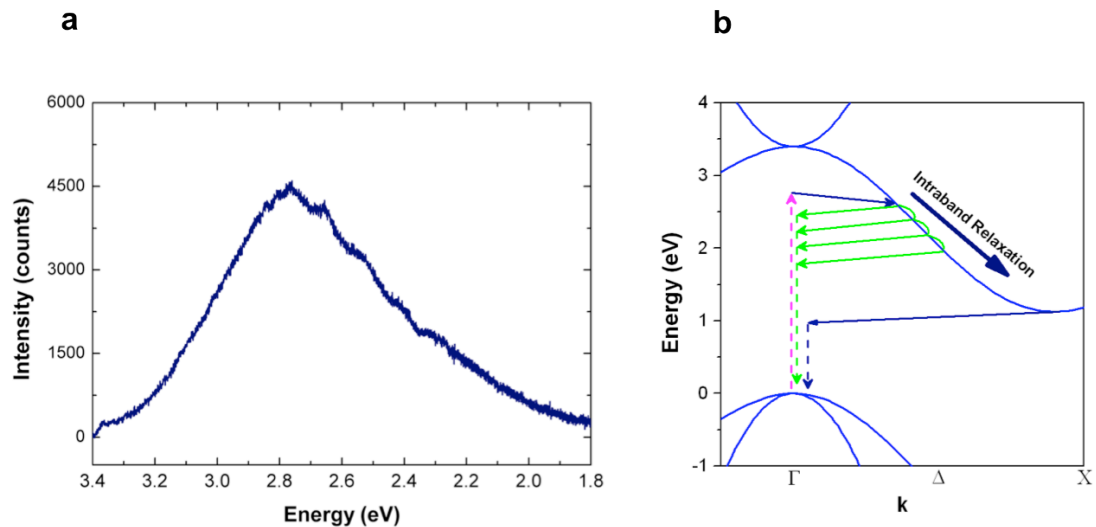 a
b
6000
4500
3000
1500
0
Intensity (counts)
3.4 3.2 3.0 2.8 2.6 2.4 2.2 2.0 1.8
Energy (eV)
4
3
2
1
0
-1
Energy (eV)
Intraband Relaxation
Γ Δ X
k